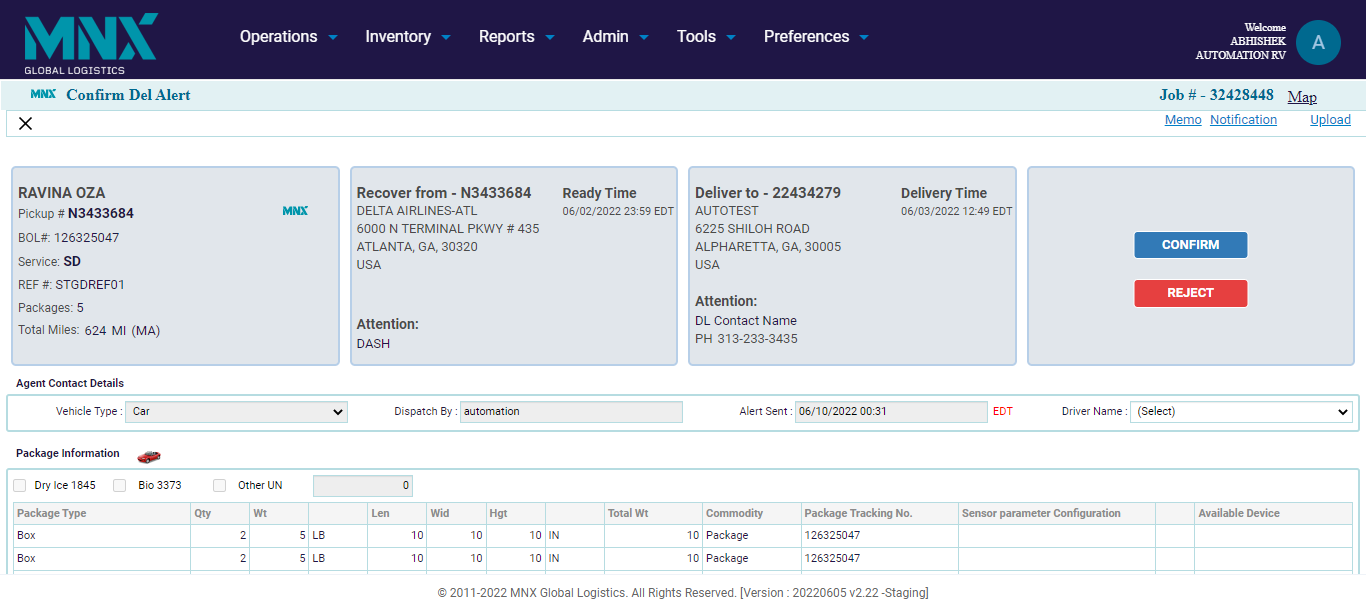 MNX
GLOBAL LOGISTICS
Operations Inventory Reports Admin Tools Preferences
Welcome
ABHISHEK
AUTOMATION RV
A
MNX Confirm Del Alert
Job # - 32428448 Map
Memo Notification Upload
RAVINA OZA
Pickup # N3433684
MNX
BOL#: 126325047
Service: SD
REF #: STGDREF01
Packages: 5
Total Miles: 624 MI (MA)
Recover from - N3433684 Ready Time
DELTA AIRLINES-ATL 06/02/2022 23:59 EDT
6000 N TERMINAL PKWY # 435
ATLANTA, GA, 30320
USA
Attention:
DASH
Deliver to - 22434279 Delivery Time
AUTOTEST 06/03/2022 12:49 EDT
6225 SHILOH ROAD
ALPHARETTA, GA, 30005
USA
Attention:
DL Contact Name
PH 313-233-3435
CONFIRM
REJECT
Agent Contact Details
Vehicle Type : Car Dispatch By : automation Alert Sent : 06/10/2022 00:31 EDT Driver Name : (Select)
Package Information
Dry Ice 1845 Bio 3373 Other UN 0
Package Type Qty Wt Len Wid Hgt Total Wt Commodity Package Tracking No. Sensor parameter Configuration Available Device
Box 2 5 LB 10 10 10 IN 10 Package 126325047
Box 2 5 LB 10 10 10 IN 10 Package 126325047
© 2011-2022 MNX Global Logistics. All Rights Reserved. [Version : 20220605 v2.22 -Staging]